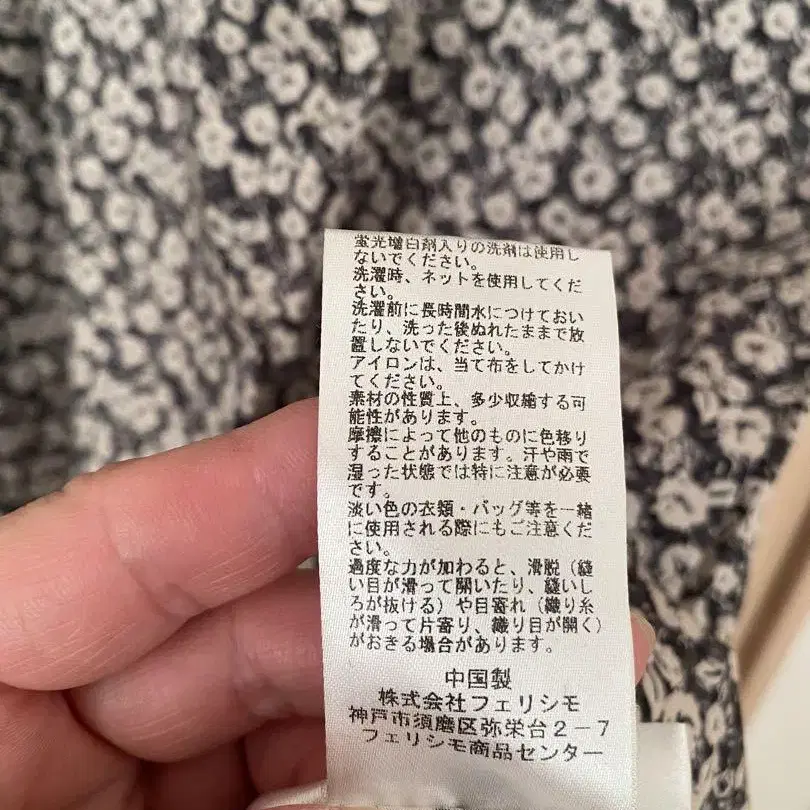 蛍光増白剤入りの洗剤は使用し
ないでください。
洗濯時、ネットを使用してくだ
さい。
洗濯前に長時間水につけておい
たり、洗った後ぬれたままで放
置しないでください。
アイロンは、当て布をしてかけ
てください。
素材の性質上、多少収縮する可
能性があります。
摩擦によって他のものに色移り
することがあります。汗や雨で
湿った状態では特に注意が必要
です。
淡い色の衣類・バッグ等を一緒
に使用される際にもご注意くだ
さい。
過度な力が加わると、滑脱（縫
い目が滑って開いたり、縫いし
ろが抜ける）や目寄れ（織り糸
が滑って片寄り、織り目が開く）
がおきる場合があります。
中国製
株式会社フェリシモ
神戸市須磨区弥栄台２－７
フェリシモ商品センター